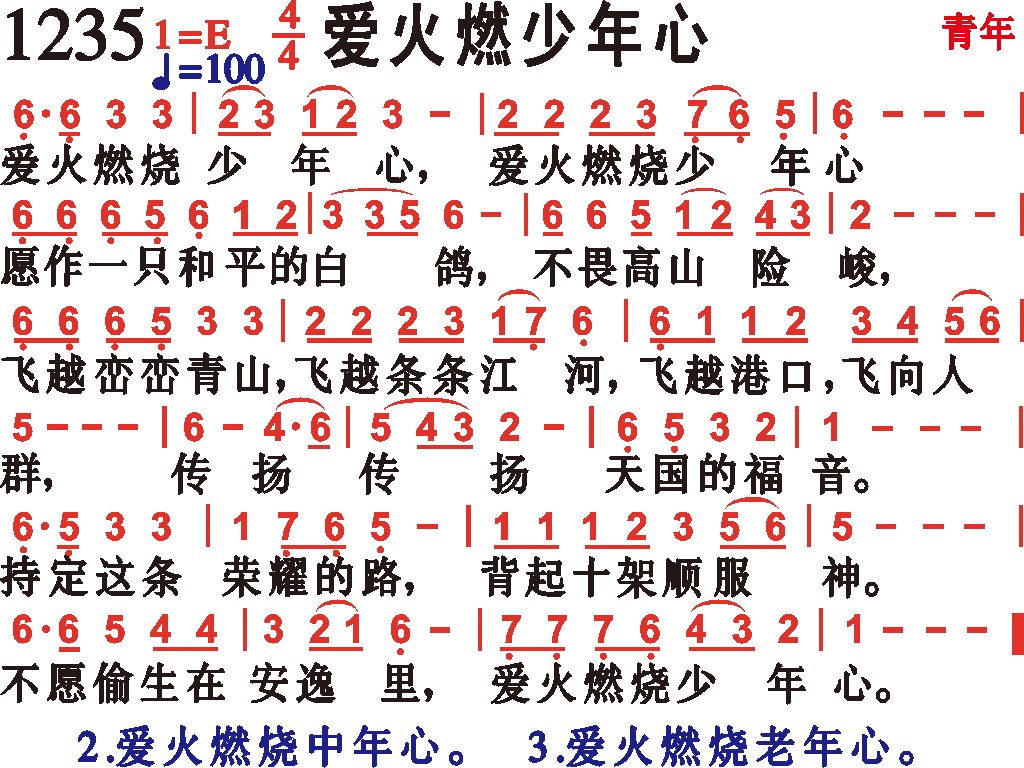 1235 1=E 4/4 爱火燃少年心 青年
♩=100
6· 6 3 3 | 2 3 1 2 3 - | 2 2 2 3 7 6 5 | 6 - - - |
爱火燃烧 少 年 心， 爱火燃烧少 年心
6 6 6 5 6 1 2 | 3 3 5 6 - | 6 6 5 1 2 4 3 | 2 - - - |
愿作一只和平的白 鸽， 不畏高山 险 峻，
6 6 6 5 3 3 | 2 2 2 3 1 7 6 | 6 1 1 2 3 4 5 6 |
飞越峦峦青山，飞越条条江 河，飞越港口，飞向人
5 - - - | 6 - 4· 6 | 5 4 3 2 - | 6 5 3 2 | 1 - - - |
群， 传 扬 传 扬 天国的福 音。
6· 5 3 3 | 1 7 6 5 - | 1 1 1 2 3 5 6 | 5 - - - |
持定这条 荣耀的路， 背起十架顺服 神。
6· 6 5 4 4 | 3 2 1 6 - | 7 7 7 6 4 3 2 | 1 - - -
不愿偷生在 安逸 里， 爱火燃烧少 年 心。
2.爱火燃烧中年心。 3.爱火燃烧老年心。